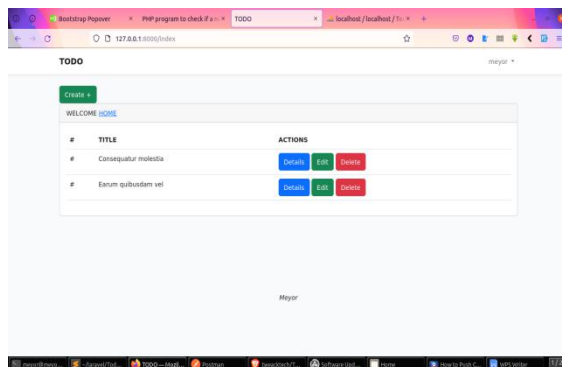 Bootstrap Popover
PHP program to check if a
TODO
localhost / localhost / To
127.0.0.1:8000/index
TODO
meyor
Create +
WELCOME HOME
# TITLE ACTIONS
# Consequatur molestia Details Edit Delete
# Earum quibusdam vel Details Edit Delete
Meyor
TODO — Mozil...
Postman
Software Upd...
Home
How to Push C...
WPS Writer